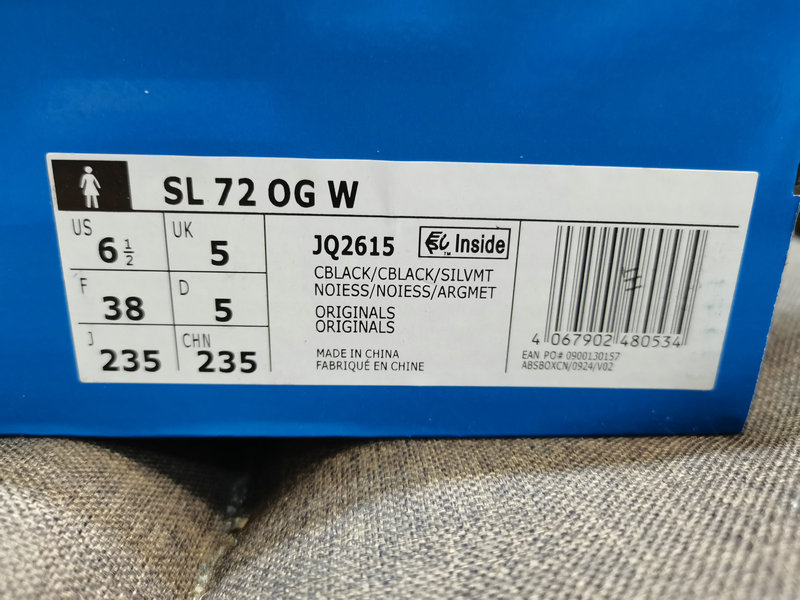 SL 72 OG W
US 6 1/2
UK 5
F 38
D 5
J 235
CHN 235
JQ2615
Inside
TM
CBLACK/CBLACK/SILVMT
NOIESS/NOIESS/ARGMET
ORIGINALS
ORIGINALS
MADE IN CHINA
FABRIQUÉ EN CHINE
4 067902 480534
EAN PO# 0900130157
ABSBOXCN/0924/V02